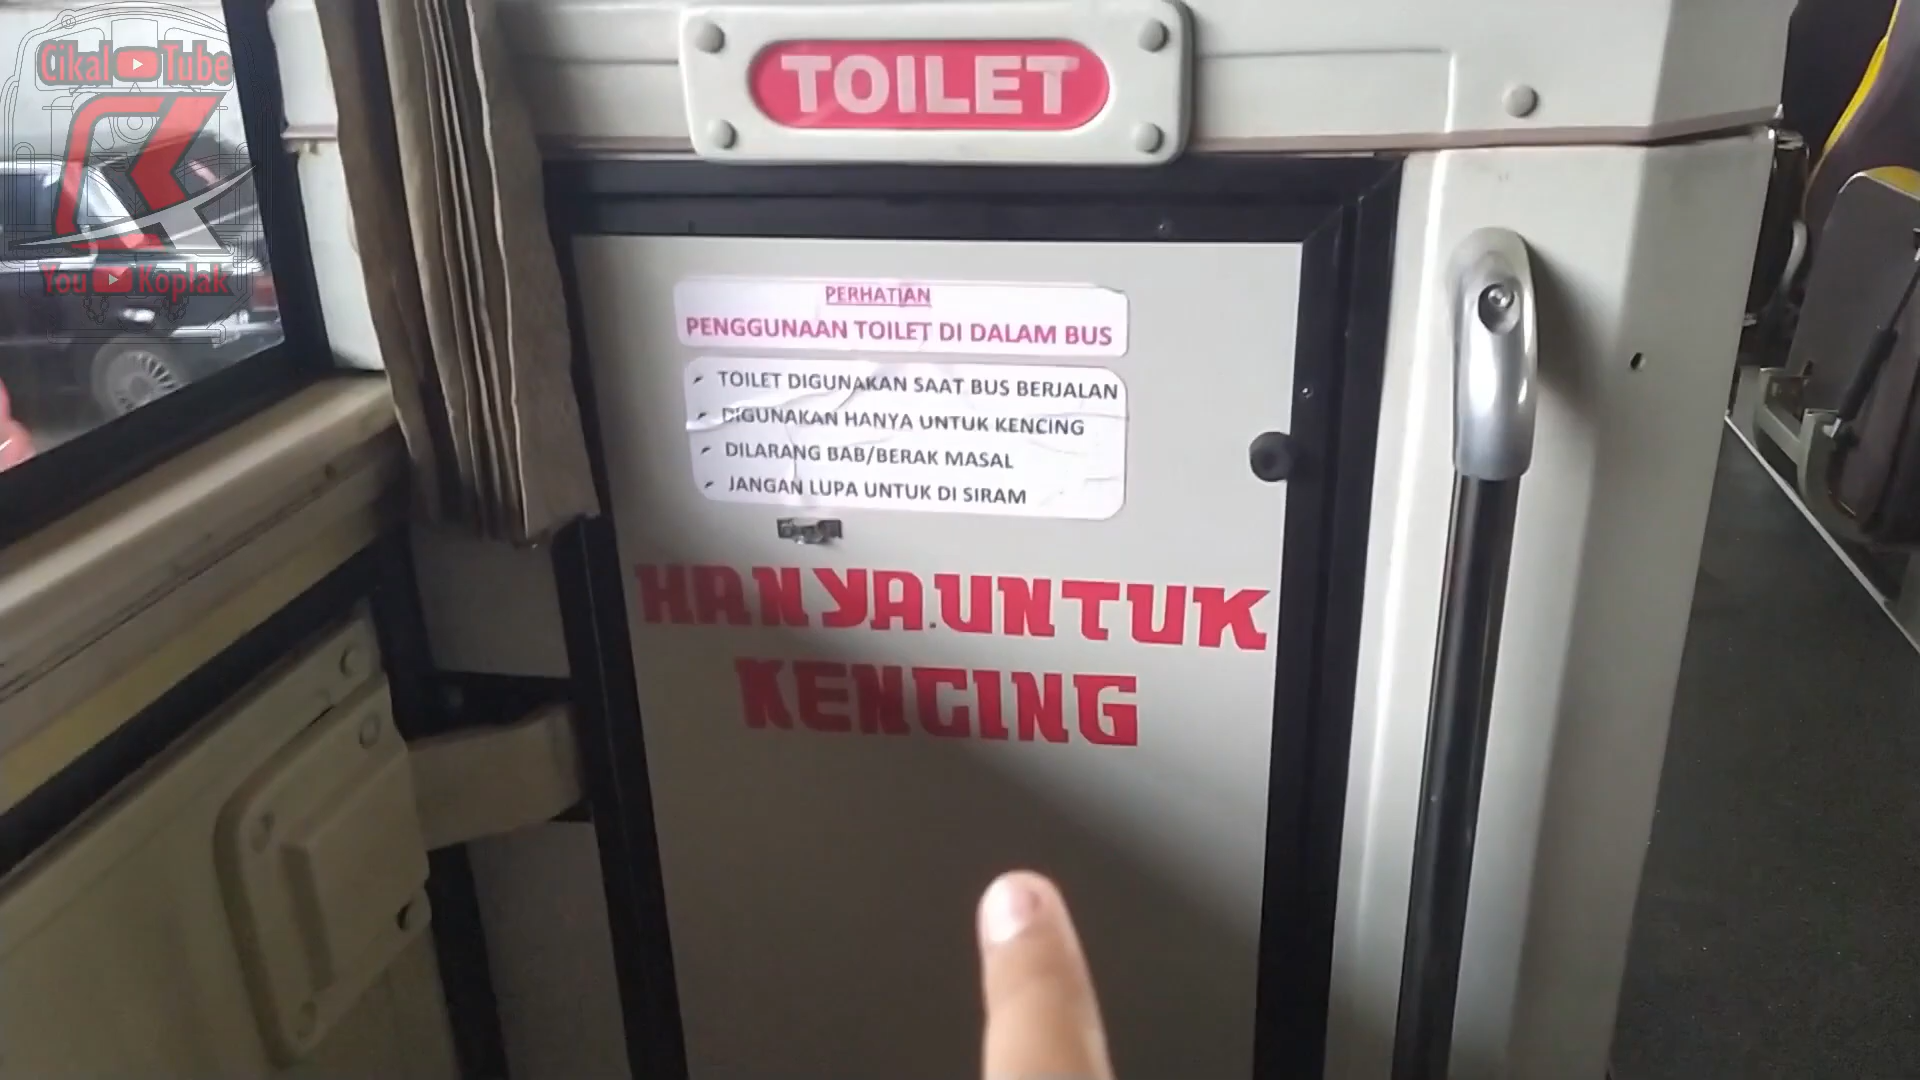 Cikal Tube
CK
You Koplak
TOILET
PERHATIAN
PENGGUNAAN TOILET DI DALAM BUS
TOILET DIGUNAKAN SAAT BUS BERJALAN
DIGUNAKAN HANYA UNTUK KENCING
DILARANG BAB/BERAK MASAL
JANGAN LUPA UNTUK DI SIRAM
HANYA.UNTUK
KENCING